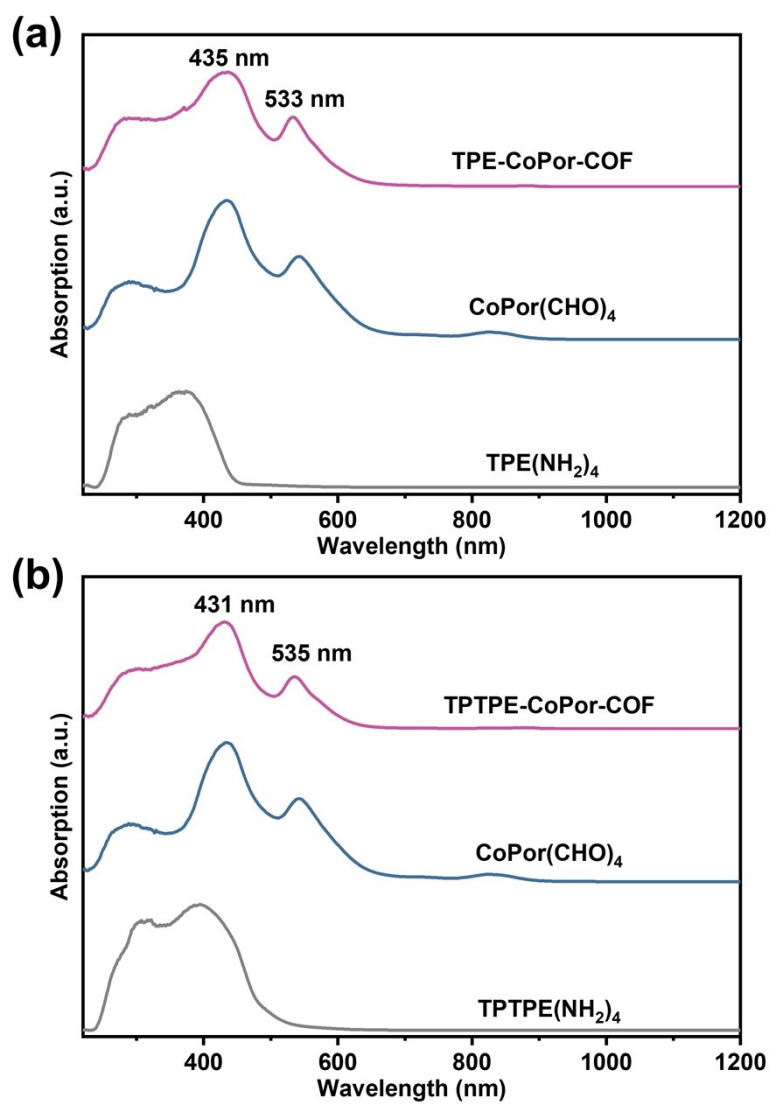 (a)
435 nm
533 nm
TPE-CoPor-COF
CoPor(CHO)₄
TPE(NH₂)₄
Absorption (a.u.)
400 600 800 1000 1200
Wavelength (nm)
(b)
431 nm
535 nm
TPTPE-CoPor-COF
CoPor(CHO)₄
TPTPE(NH₂)₄
Absorption (a.u.)
400 600 800 1000 1200
Wavelength (nm)